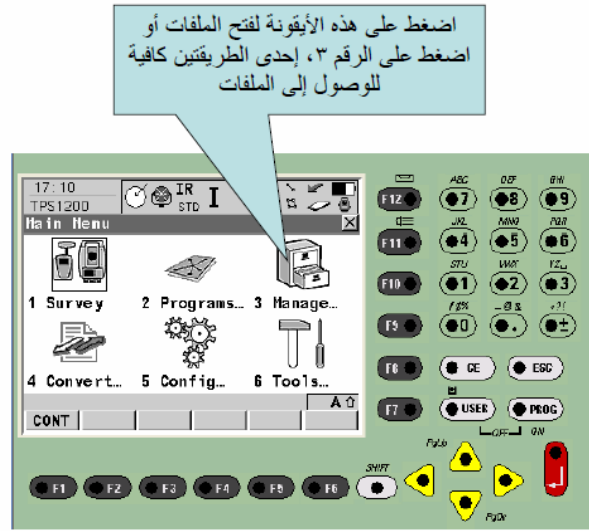 اضغط على هذه الأيقونة لفتح الملفات أو
اضغط على الرقم ٣، إحدى الطريقتين كافية
للوصول إلى الملفات
17:10
TPS1200
IR
STD
I
Main Menu
1 Survey
2 Programs…
3 Manage…
4 Convert…
5 Config…
6 Tools…
A
CONT
F12
F11
F10
F9
F8
F7
ABC
DEF
GHI
7
8
9
JKL
MNO
PQR
4
5
6
STU
VWX
YZ␣
1
2
3
/#%
_@&
+?!
0
.
±
CE
ESC
USER
PROG
OFF
ON
PgUp
PgDn
SHIFT
F1
F2
F3
F4
F5
F6